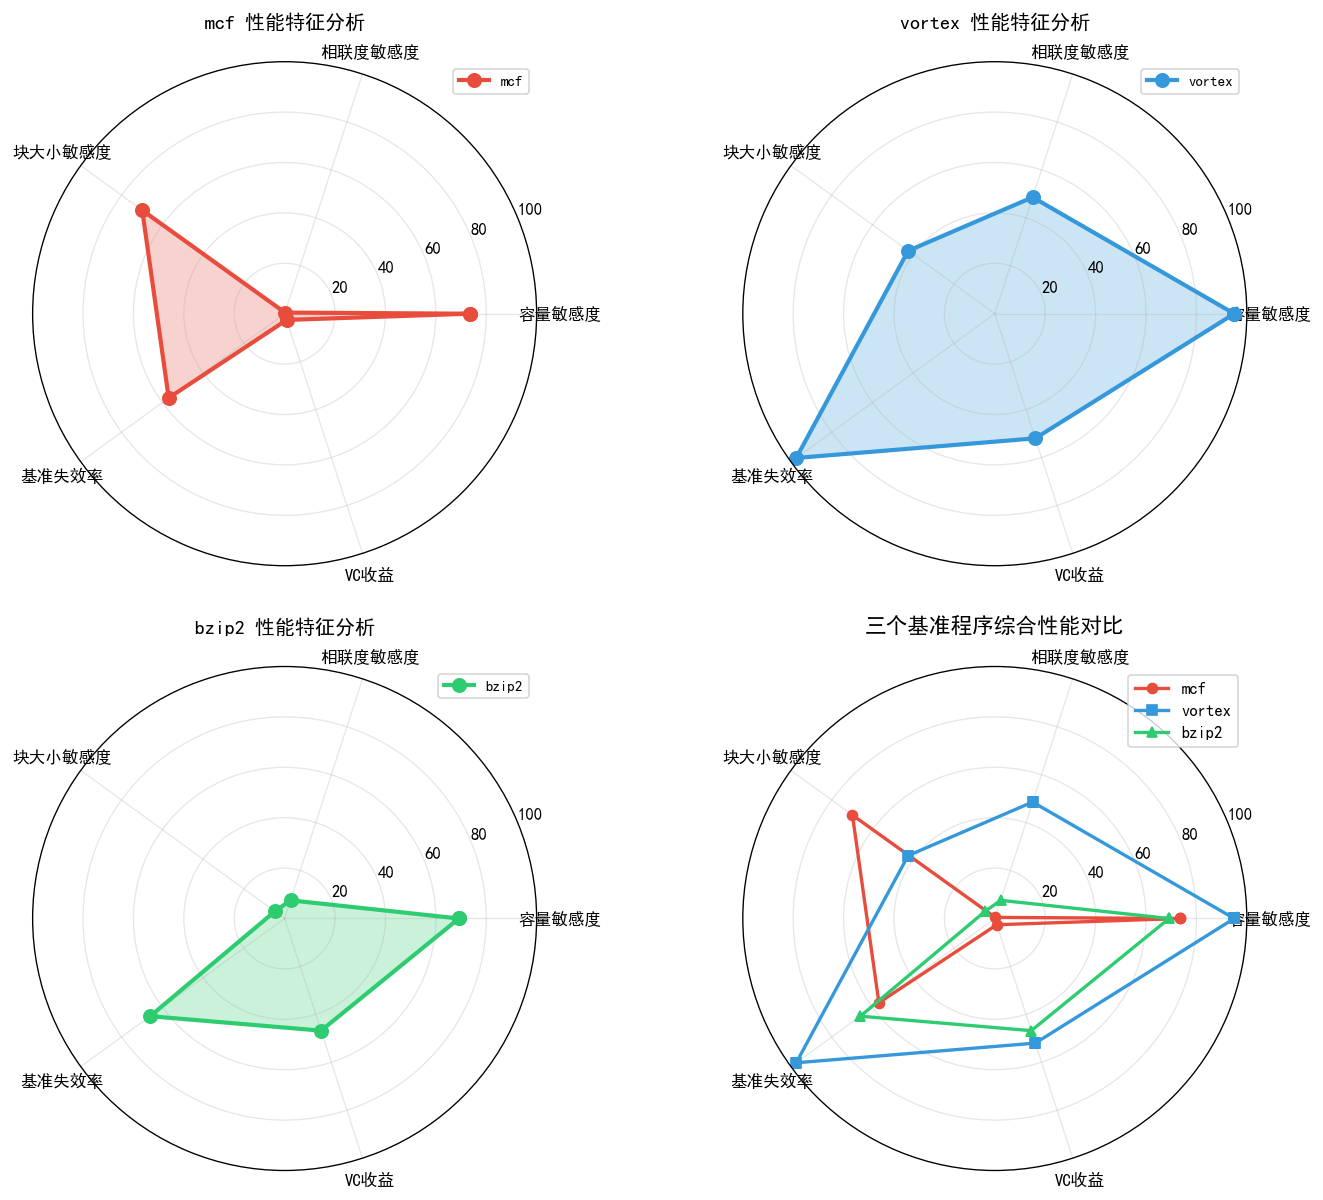 mcf 性能特征分析
相联度敏感度
mcf
块大小敏感度
100
80
60
40
20
容量敏感度
基准失效率
VC收益
vortex 性能特征分析
相联度敏感度
vortex
块大小敏感度
100
80
60
40
20
容量敏感度
基准失效率
VC收益
bzip2 性能特征分析
相联度敏感度
bzip2
块大小敏感度
100
80
60
40
20
容量敏感度
基准失效率
VC收益
三个基准程序综合性能对比
相联度敏感度
mcf
vortex
bzip2
块大小敏感度
100
80
60
40
20
容量敏感度
基准失效率
VC收益